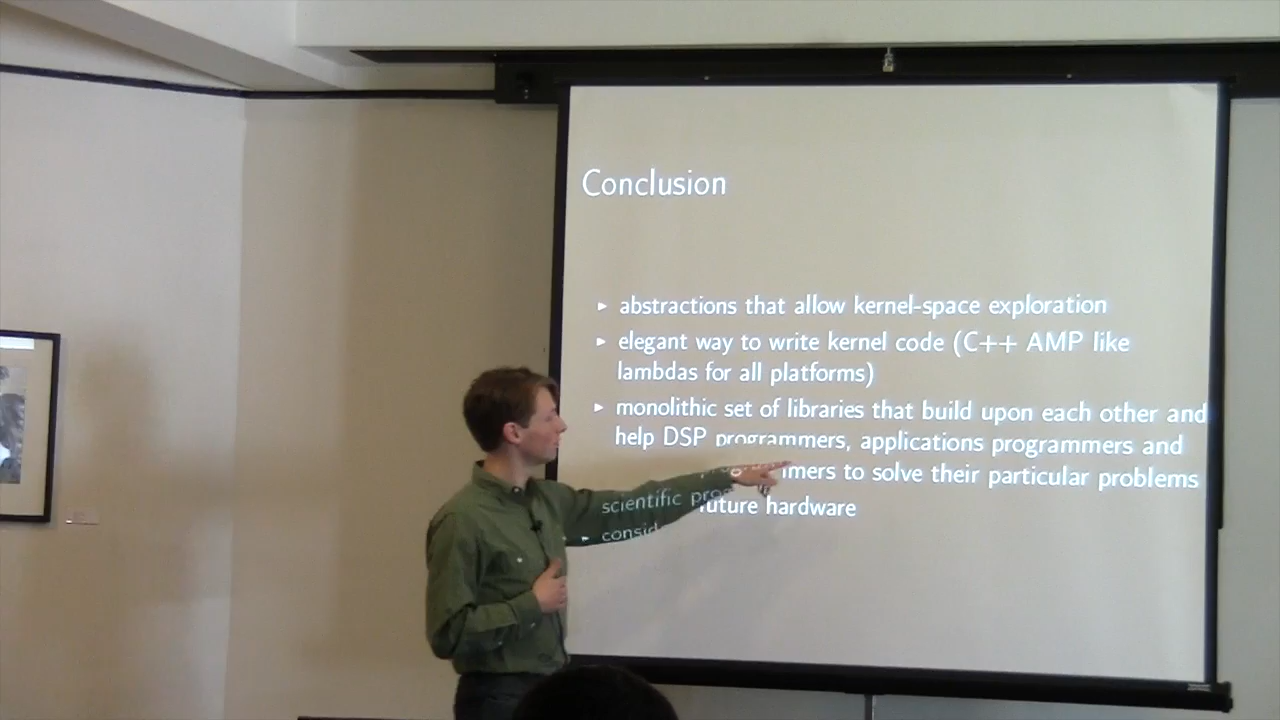 Conclusion
▸ abstractions that allow kernel-space exploration
▸ elegant way to write kernel code (C++ AMP like
lambdas for all platforms)
▸ monolithic set of libraries that build upon each other and
help DSP programmers, applications programmers and
scientific programmers to solve their particular problems
▸ future hardware